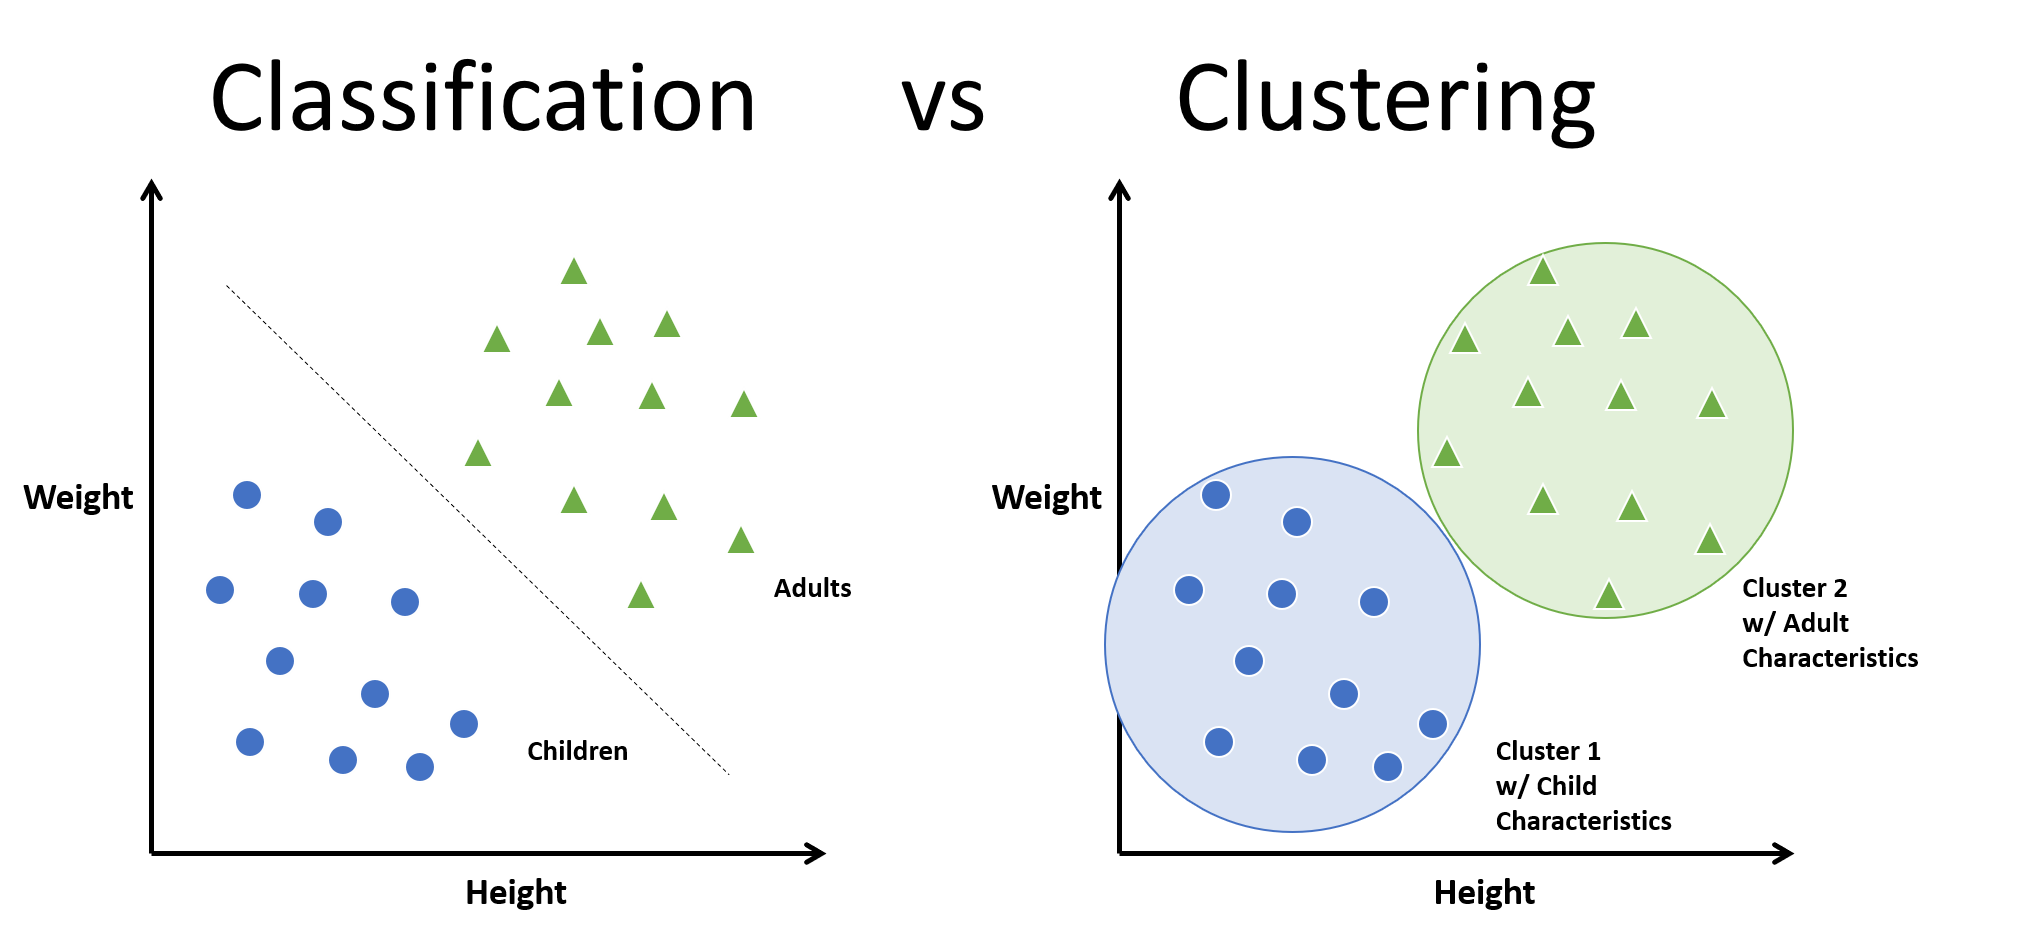 Classification vs Clustering
Weight
Adults
Children
Height
Weight
Cluster 2
w/ Adult
Characteristics
Cluster 1
w/ Child
Characteristics
Height